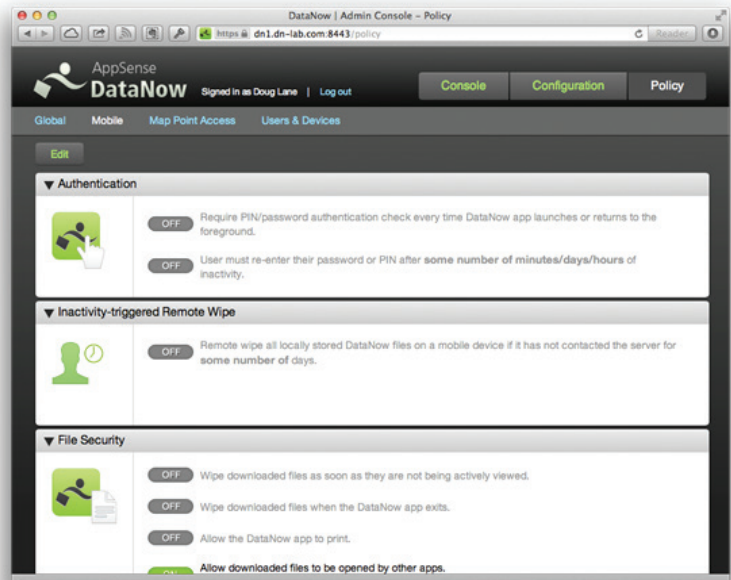 DataNow | Admin Console – Policy
https dn1.dn-lab.com:8443/policy
Reader
AppSense
DataNow
Signed in as Doug Lane | Log out
Console
Configuration
Policy
Global
Mobile
Map Point Access
Users & Devices
Edit
▼ Authentication
OFF
Require PIN/password authentication check every time DataNow app launches or returns to the
foreground.
OFF
User must re-enter their password or PIN after some number of minutes/days/hours of
inactivity.
▼ Inactivity-triggered Remote Wipe
OFF
Remote wipe all locally stored DataNow files on a mobile device if it has not contacted the server for
some number of days.
▼ File Security
OFF
Wipe downloaded files as soon as they are not being actively viewed.
OFF
Wipe downloaded files when the DataNow app exits.
OFF
Allow the DataNow app to print.
ON
Allow downloaded files to be opened by other apps.